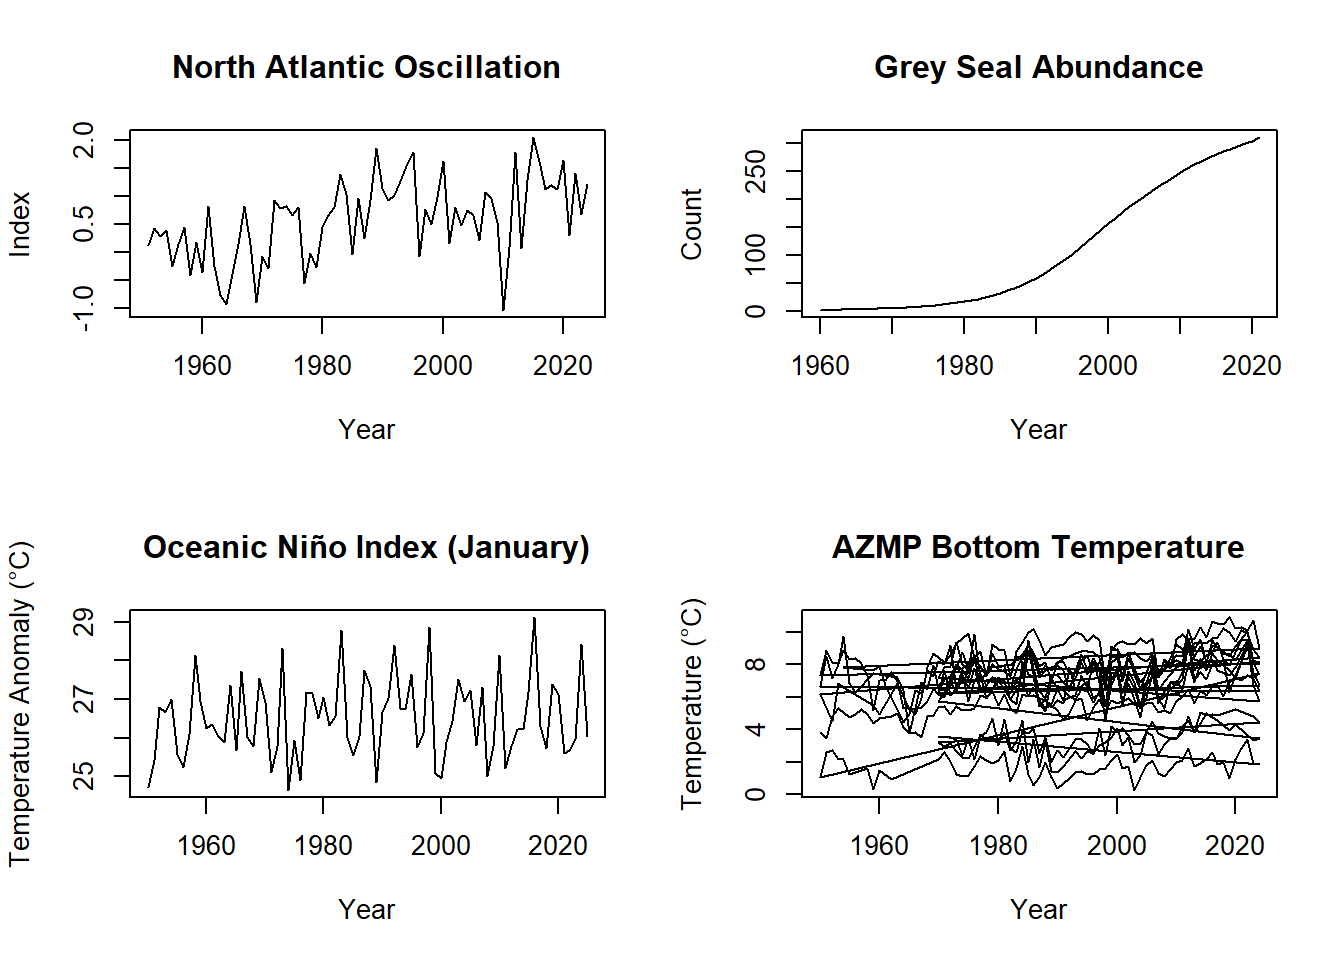 North Atlantic Oscillation
Index
2.0
0.5
-1.0
1960 1980 2000 2020
Year
Grey Seal Abundance
Count
250
100
0
1960 1980 2000 2020
Year
Oceanic Niño Index (January)
Temperature Anomaly (°C)
29
27
25
1960 1980 2000 2020
Year
AZMP Bottom Temperature
Temperature (°C)
8
4
0
1960 1980 2000 2020
Year